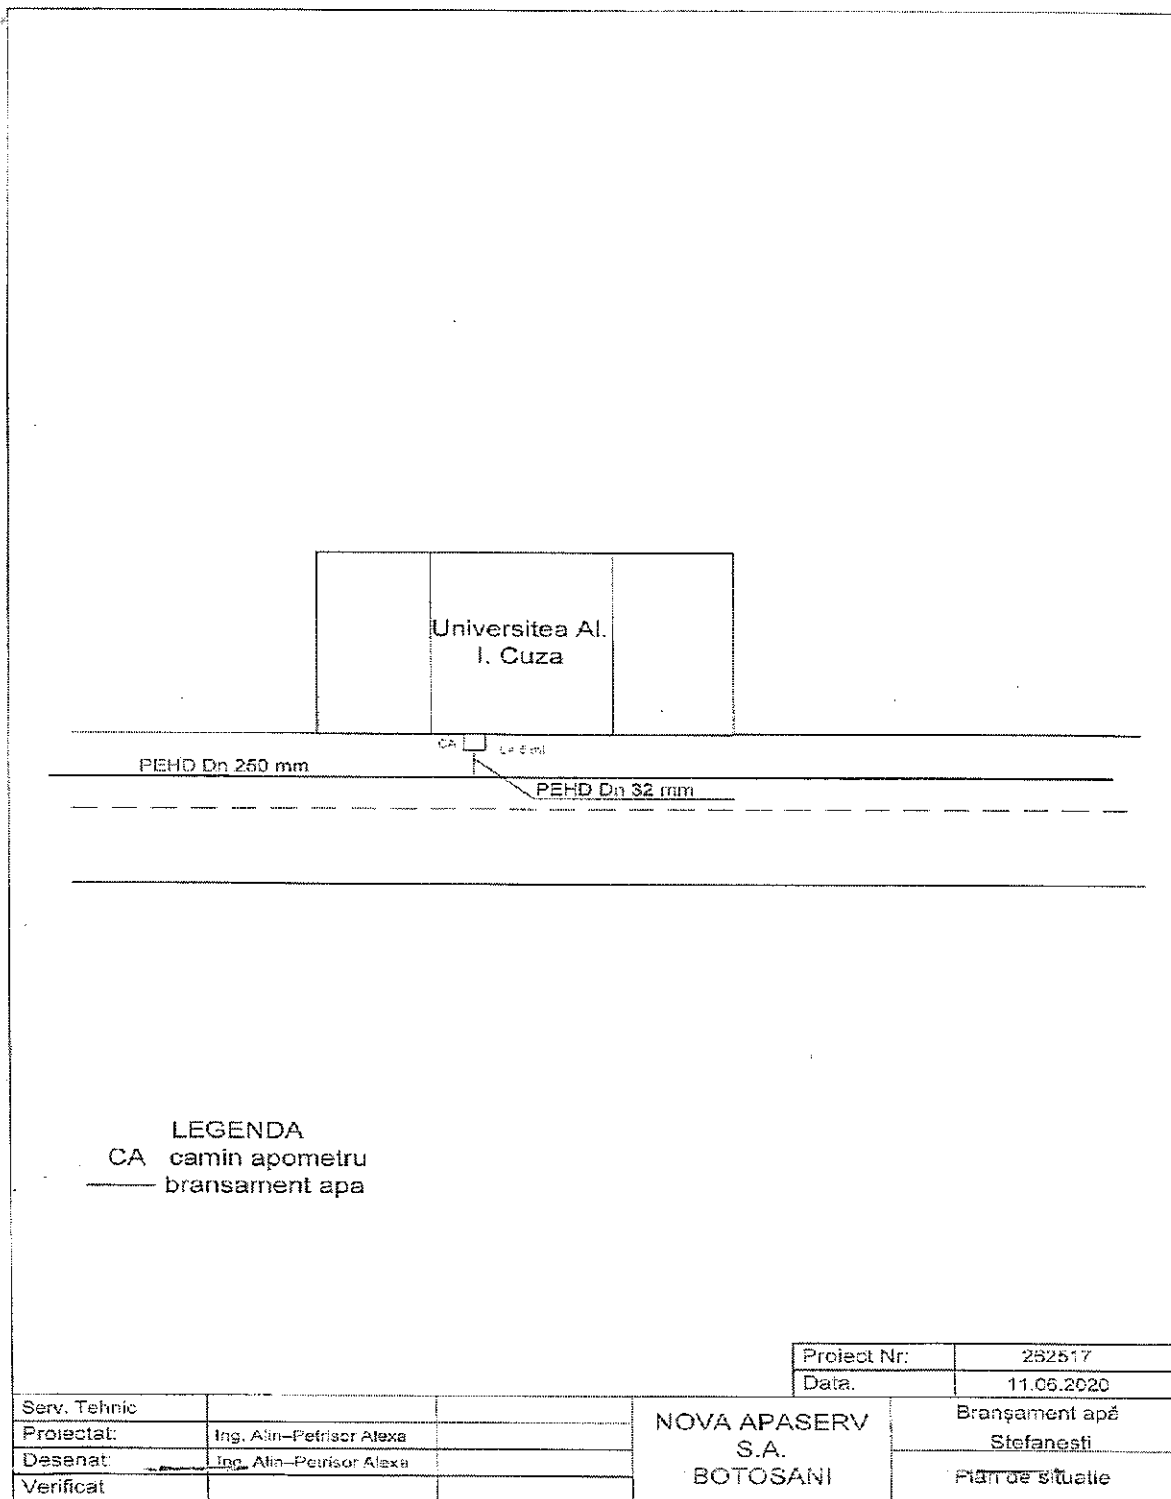 Universitea Al.
I. Cuza
CA
PEHD Dn 250 mm
PEHD Dn 32 mm
LEGENDA
CA camin apometru
bransament apa
Proiect Nr:
Data. 11.06.2020
Serv. Tehnic
Proiectat: Ing. Alin-Petrisor Alexa
Desenat: Ing. Alin-Petrisor Alexa
Verificat
NOVA APASERV
S.A.
BOTOSANI
Branşament apă
Stefanesti
Plan de situatie